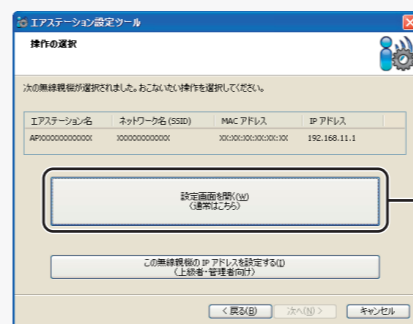 エアステーション設定ツール
操作の選択
次の無線親機が選択されました。おこないたい操作を選択してください。
エアステーション名 ネットワーク名(SSID) MAC アドレス IP アドレス
APXXXXXXXXXXXX XXXXXXXXXXXX XX:XX:XX:XX:XX:XX 192.168.11.1
設定画面を開く(W)
(通常はこちら)
この無線親機の IP アドレスを設定する(I)
(上級者・管理者向け)
< 戻る(B) 次へ(N) > キャンセル